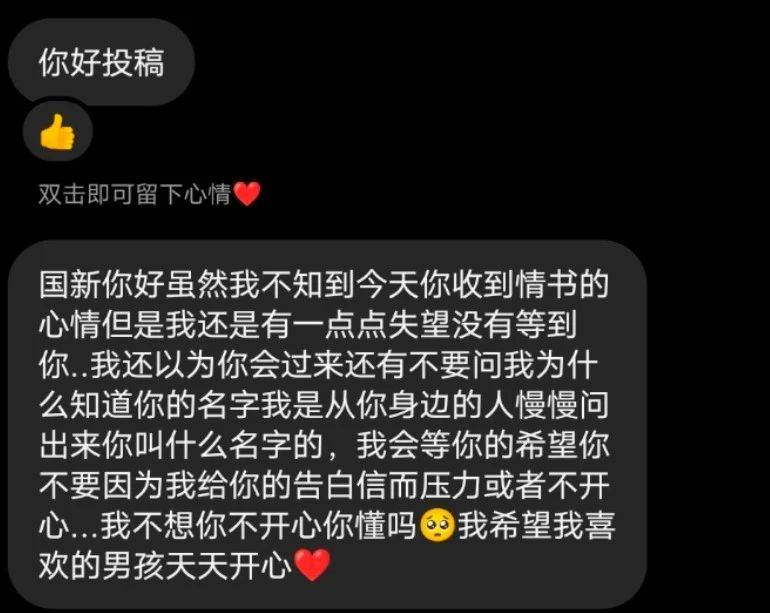 你好投稿
👍
双击即可留下心情❤️
国新你好虽然我不知到今天你收到情书的
心情但是我还是有一点点失望没有等到
你..我还以为你会过来还有不要问我为什
么知道你的名字我是从你身边的人慢慢问
出来你叫什么名字的，我会等你的希望你
不要因为我给你的告白信而压力或者不开
心...我不想你不开心你懂吗🥺我希望我喜
欢的男孩天天开心❤️